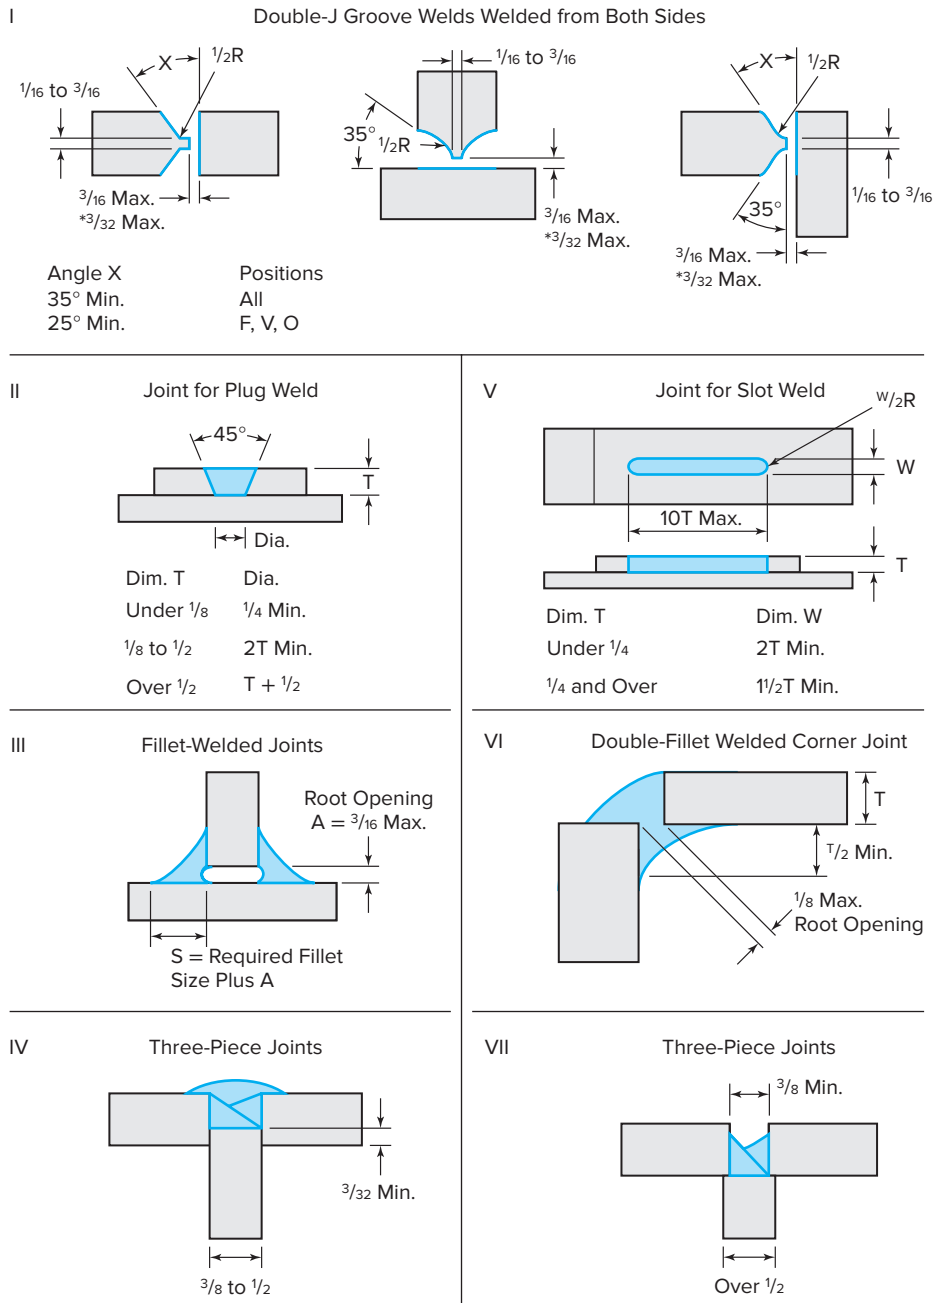 I
Double-J Groove Welds Welded from Both Sides
X
1/2R
1/16 to 3/16
3/16 Max.
*3/32 Max.
1/16 to 3/16
35°
1/2R
3/16 Max.
*3/32 Max.
X
1/2R
1/16 to 3/16
35°
3/16 Max.
*3/32 Max.
Angle X Positions
35° Min. All
25° Min. F, V, O
II
Joint for Plug Weld
45°
T
Dia.
Dim. T Dia.
Under 1/8 1/4 Min.
1/8 to 1/2 2T Min.
Over 1/2 T + 1/2
V
Joint for Slot Weld
W/2R
W
10T Max.
T
Dim. T Dim. W
Under 1/4 2T Min.
1/4 and Over 11/2T Min.
III
Fillet-Welded Joints
Root Opening
A = 3/16 Max.
S = Required Fillet
Size Plus A
VI
Double-Fillet Welded Corner Joint
T
T/2 Min.
1/8 Max.
Root Opening
IV
Three-Piece Joints
3/32 Min.
3/8 to 1/2
VII
Three-Piece Joints
3/8 Min.
Over 1/2